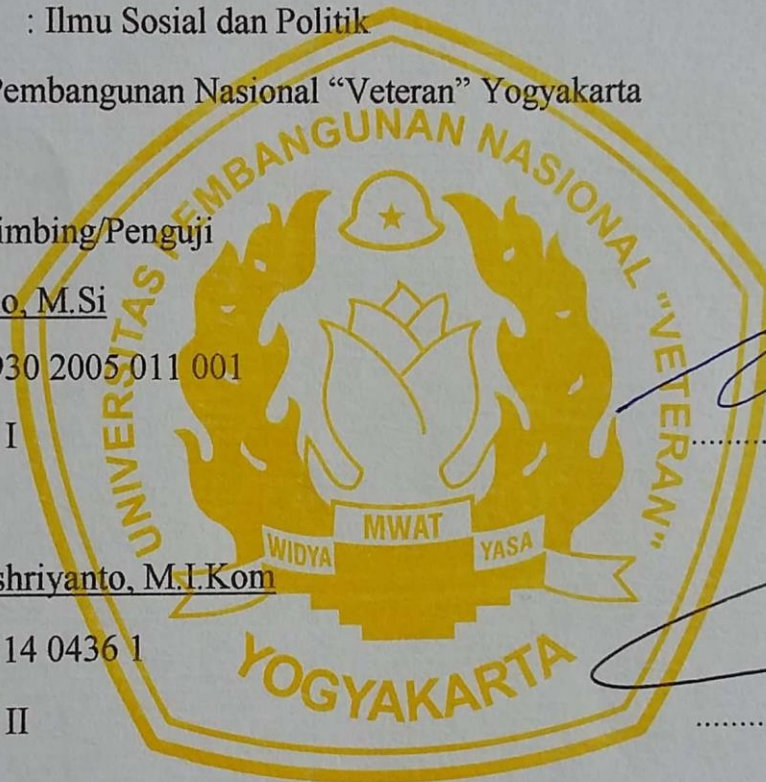 : Ilmu Sosial dan Politik
Pembangunan Nasional “Veteran” Yogyakarta
UNIVERSITAS PEMBANGUNAN NASIONAL "VETERAN"
imbing/Penguji
o, M.Si
930 2005 011 001
I ..........
WIDYA MWAT YASA
shriyanto, M.I.Kom
14 0436 1
YOGYAKARTA
II ........